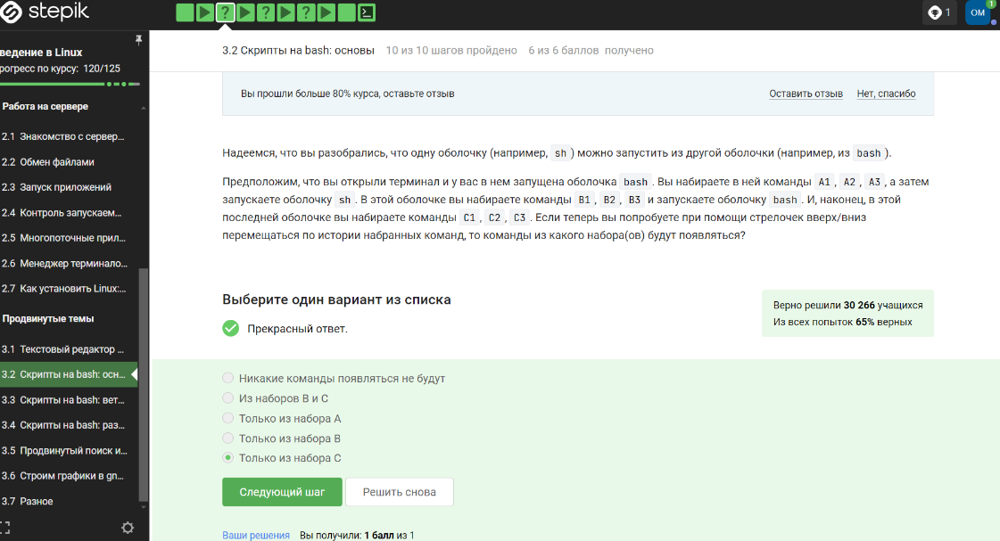 stepik
1
ОМ
1
ведение в Linux
рогресс по курсу: 120/125
Работа на сервере
2.1 Знакомство с сервер...
2.2 Обмен файлами
2.3 Запуск приложений
2.4 Контроль запускаем...
2.5 Многопоточные прил...
2.6 Менеджер терминало...
2.7 Как установить Linux:...
Продвинутые темы
3.1 Текстовый редактор ...
3.2 Скрипты на bash: осн...
3.3 Скрипты на bash: вет...
3.4 Скрипты на bash: раз...
3.5 Продвинутый поиск и...
3.6 Строим графики в gn...
3.7 Разное
3.2 Скрипты на bash: основы 10 из 10 шагов пройдено 6 из 6 баллов получено
Вы прошли больше 80% курса, оставьте отзыв Оставить отзыв Нет, спасибо
Надеемся, что вы разобрались, что одну оболочку (например, sh ) можно запустить из другой оболочки (например, из bash ).
Предположим, что вы открыли терминал и у вас в нем запущена оболочка bash . Вы набираете в ней команды A1 , A2 , A3 , а затем
запускаете оболочку sh . В этой оболочке вы набираете команды B1 , B2 , B3 и запускаете оболочку bash . И, наконец, в этой
последней оболочке вы набираете команды C1 , C2 , C3 . Если теперь вы попробуете при помощи стрелочек вверх/вниз
перемещаться по истории набранных команд, то команды из какого набора(ов) будут появляться?
Выберите один вариант из списка
Прекрасный ответ.
Верно решили 30 266 учащихся
Из всех попыток 65% верных
Никакие команды появляться не будут
Из наборов B и C
Только из набора A
Только из набора B
Только из набора C
Следующий шаг Решить снова
Ваши решения Вы получили: 1 балл из 1